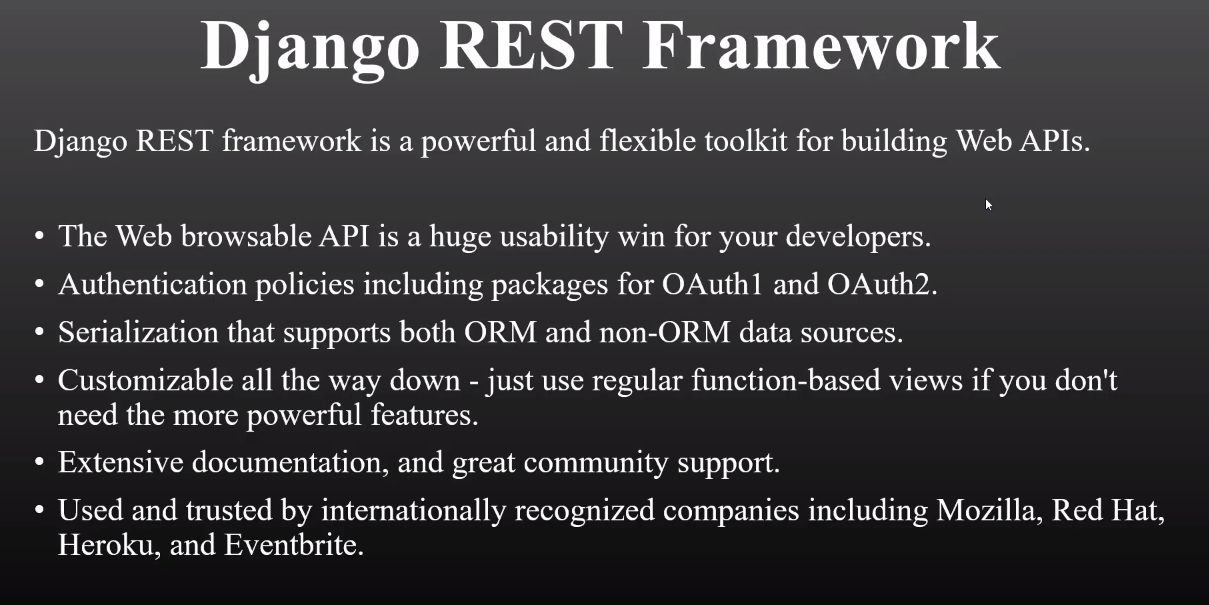 Django REST Framework
Django REST framework is a powerful and flexible toolkit for building Web APIs.
• The Web browsable API is a huge usability win for your developers.
• Authentication policies including packages for OAuth1 and OAuth2.
• Serialization that supports both ORM and non-ORM data sources.
• Customizable all the way down - just use regular function-based views if you don't
need the more powerful features.
• Extensive documentation, and great community support.
• Used and trusted by internationally recognized companies including Mozilla, Red Hat,
Heroku, and Eventbrite.